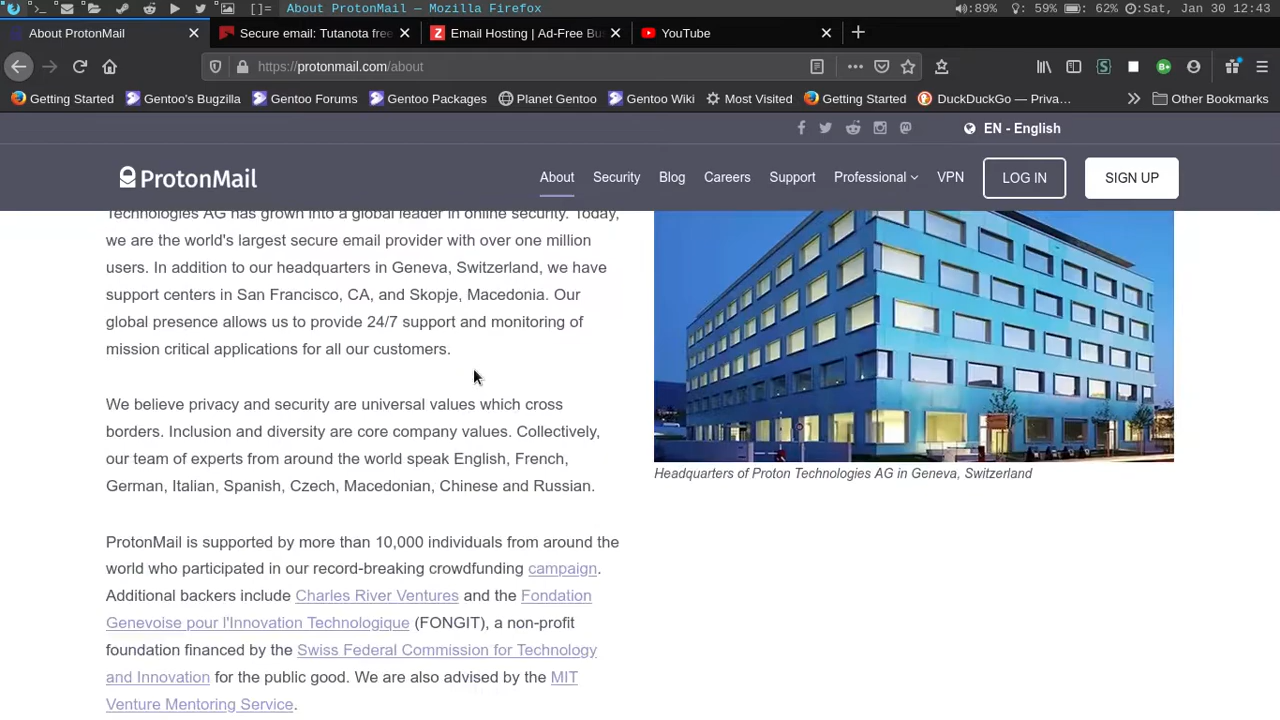 []= About ProtonMail — Mozilla Firefox 89% 59% 62% Sat, Jan 30 12:43
About ProtonMail Secure email: Tutanota free Email Hosting | Ad-Free Bu YouTube
https://protonmail.com/about
Getting Started Gentoo's Bugzilla Gentoo Forums Gentoo Packages Planet Gentoo Gentoo Wiki Most Visited Getting Started DuckDuckGo — Priva… Other Bookmarks
EN - English
ProtonMail About Security Blog Careers Support Professional VPN LOG IN SIGN UP
Technologies AG has grown into a global leader in online security. Today,
we are the world's largest secure email provider with over one million
users. In addition to our headquarters in Geneva, Switzerland, we have
support centers in San Francisco, CA, and Skopje, Macedonia. Our
global presence allows us to provide 24/7 support and monitoring of
mission critical applications for all our customers.
We believe privacy and security are universal values which cross
borders. Inclusion and diversity are core company values. Collectively,
our team of experts from around the world speak English, French,
German, Italian, Spanish, Czech, Macedonian, Chinese and Russian.
Headquarters of Proton Technologies AG in Geneva, Switzerland
ProtonMail is supported by more than 10,000 individuals from around the
world who participated in our record-breaking crowdfunding campaign.
Additional backers include Charles River Ventures and the Fondation
Genevoise pour l'Innovation Technologique (FONGIT), a non-profit
foundation financed by the Swiss Federal Commission for Technology
and Innovation for the public good. We are also advised by the MIT
Venture Mentoring Service.